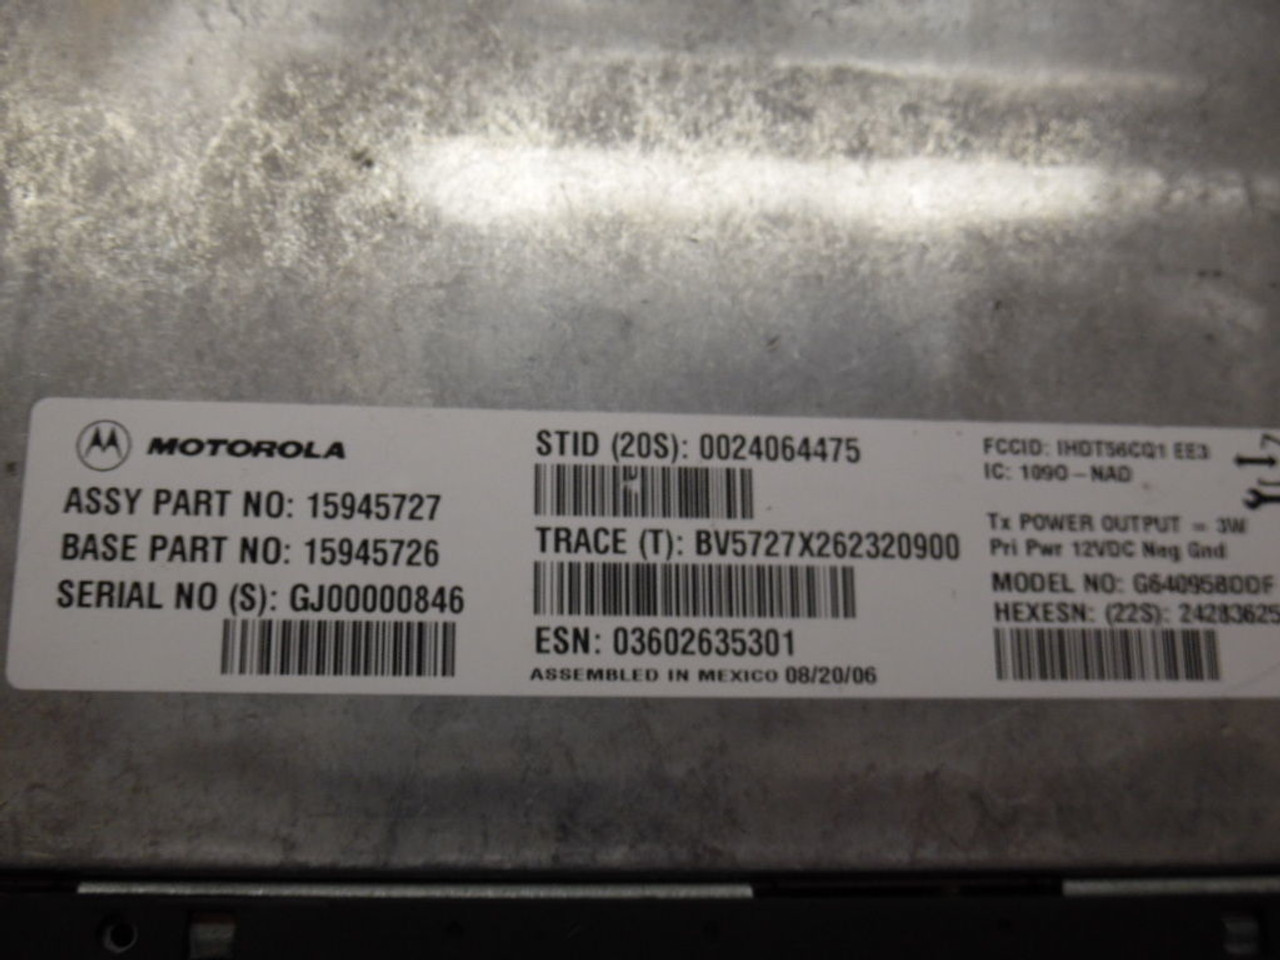 MOTOROLA
ASSY PART NO: 15945727
BASE PART NO: 15945726
SERIAL NO (S): GJ00000846
STID (20S): 0024064475
TRACE (T): BV5727X262320900
ESN: 03602635301
ASSEMBLED IN MEXICO 08/20/06
FCCID: IHDT56CQ1 EE3
IC: 109O-NAD
Tx POWER OUTPUT = 3W
Pri Pwr 12VDC Neg Gnd
MODEL NO:
HEXESN: (22S): 24283625
17